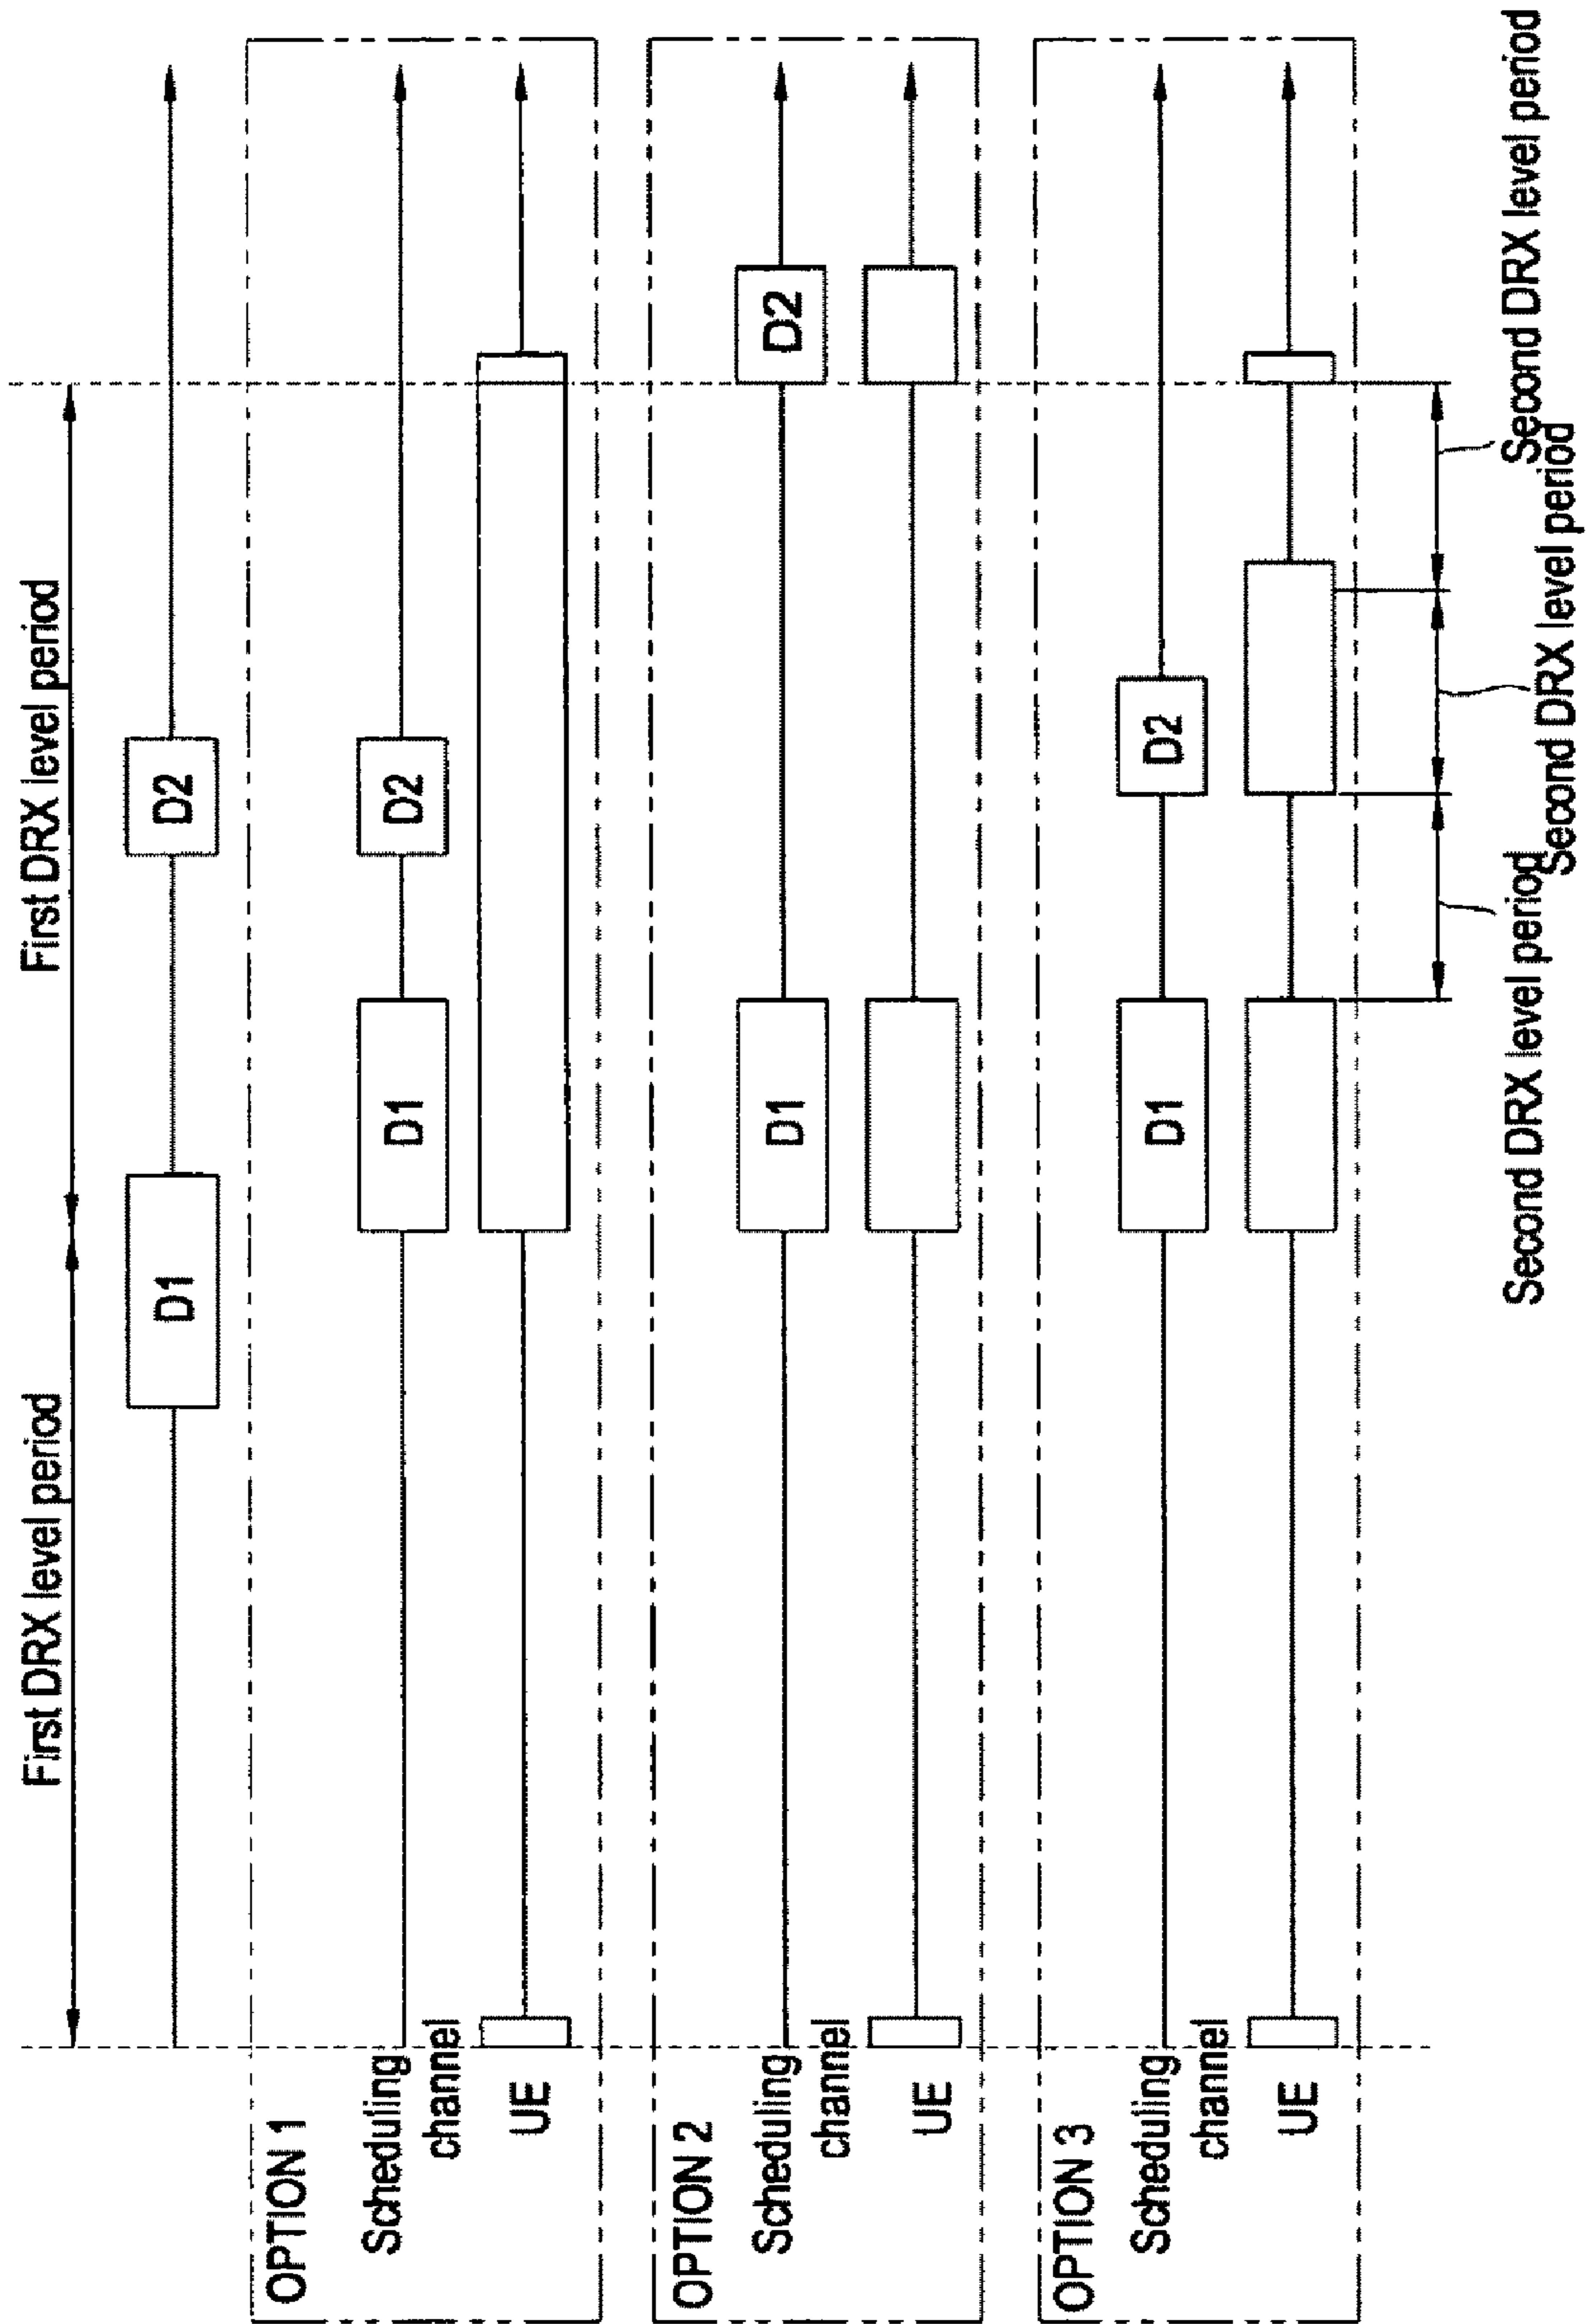 First DRX level period
First DRX level period
D1
D2
OPTION 1
Scheduling
channel
D1
D2
UE
OPTION 2
Scheduling
channel
D1
D2
UE
OPTION 3
Scheduling
channel
D1
D2
UE
Second DRX level period
Second DRX level period
Second DRX level period